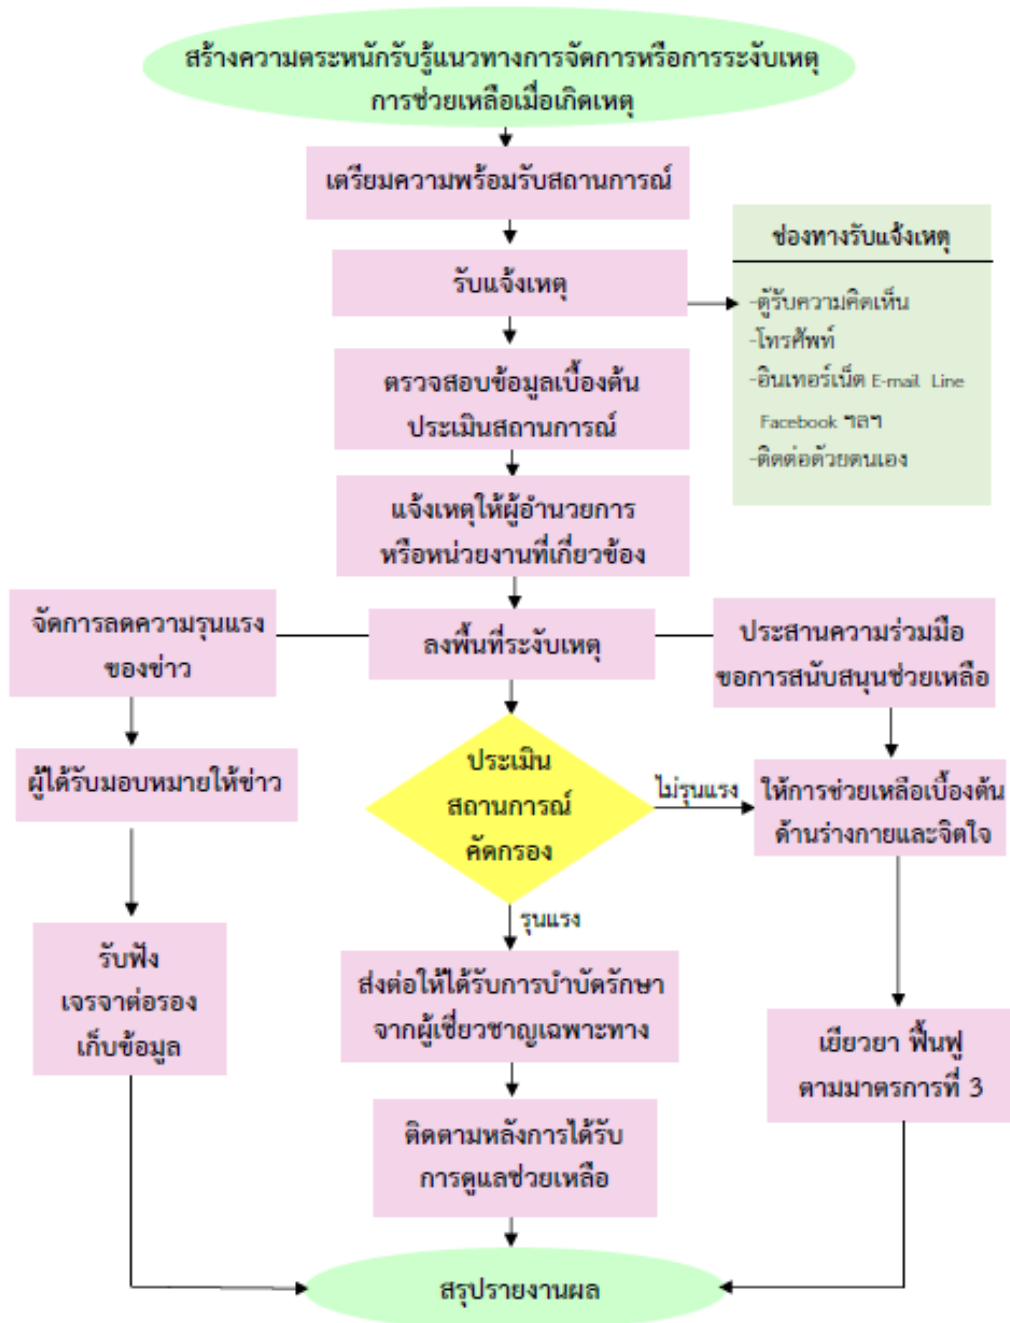 สร้างความตระหนักรับรู้แนวทางการจัดการหรือการระงับเหตุ
การช่วยเหลือเมื่อเกิดเหตุ
เตรียมความพร้อมรับสถานการณ์
รับแจ้งเหตุ
ช่องทางรับแจ้งเหตุ
-ตู้รับความคิดเห็น
-โทรศัพท์
-อินเทอร์เน็ต E-mail Line
Facebook ฯลฯ
-ติดต่อด้วยตนเอง
ตรวจสอบข้อมูลเบื้องต้น
ประเมินสถานการณ์
แจ้งเหตุให้ผู้อำนวยการ
หรือหน่วยงานที่เกี่ยวข้อง
จัดการลดความรุนแรง
ของข่าว
ลงพื้นที่ระงับเหตุ
ประสานความร่วมมือ
ขอการสนับสนุนช่วยเหลือ
ผู้ได้รับมอบหมายให้ข่าว
ประเมิน
สถานการณ์
คัดกรอง
ไม่รุนแรง
ให้การช่วยเหลือเบื้องต้น
ด้านร่างกายและจิตใจ
รุนแรง
รับฟัง
เจรจาต่อรอง
เก็บข้อมูล
ส่งต่อให้ได้รับการบำบัดรักษา
จากผู้เชี่ยวชาญเฉพาะทาง
เยียวยา ฟื้นฟู
ตามมาตรการที่ 3
ติดตามหลังการได้รับ
การดูแลช่วยเหลือ
สรุปรายงานผล